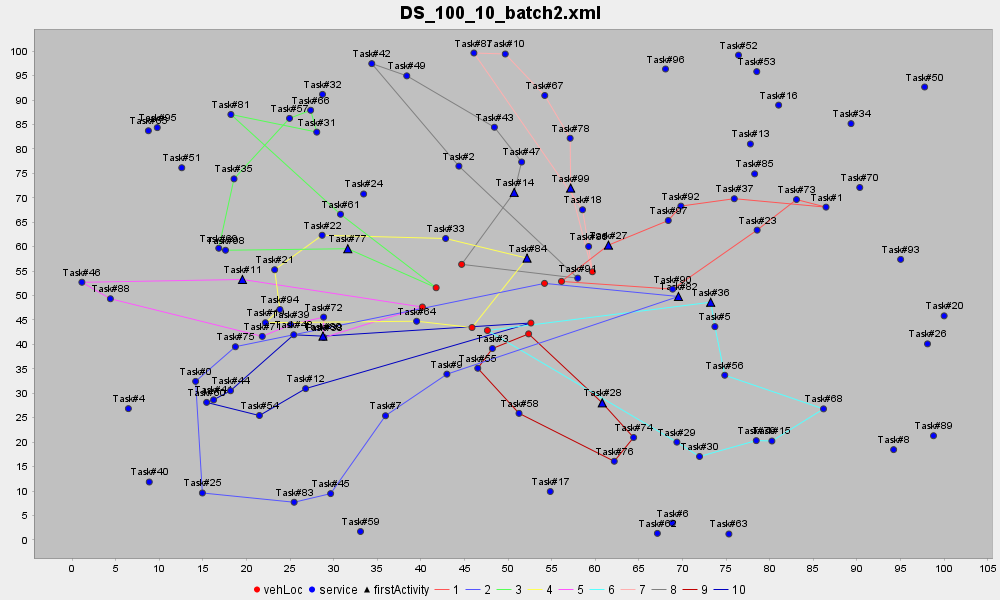 DS_100_10_batch2.xml
Task#87
Task#10
Task#52
Task#42
Task#96
Task#49
Task#53
Task#50
Task#32
Task#67
Task#66
Task#16
Task#81
Task#57
Task#34
Task#95
Task#31
Task#43
Task#78
Task#13
Task#47
Task#2
Task#51
Task#85
Task#35
Task#24
Task#14
Task#99
Task#70
Task#37
Task#73
Task#92
Task#1
Task#18
Task#61
Task#97
Task#23
Task#22
Task#33
Task#77
Task#27
Task#84
Task#93
Task#21
Task#11
Task#91
Task#46
Task#90
Task#82
Task#36
Task#88
Task#94
Task#20
Task#72
Task#39
Task#64
Task#5
Task#26
Task#75
Task#3
Task#55
Task#9
Task#56
Task#0
Task#44
Task#12
Task#4
Task#54
Task#7
Task#58
Task#28
Task#68
Task#74
Task#29
Task#15
Task#89
Task#76
Task#30
Task#8
Task#40
Task#25
Task#83
Task#45
Task#17
Task#59
Task#6
Task#63
100
95
90
85
80
75
70
65
60
55
50
45
40
35
30
25
20
15
10
5
0
0 5 10 15 20 25 30 35 40 45 50 55 60 65 70 75 80 85 90 95 100 105
vehLoc service firstActivity 1 2 3 4 5 6 7 8 9 10